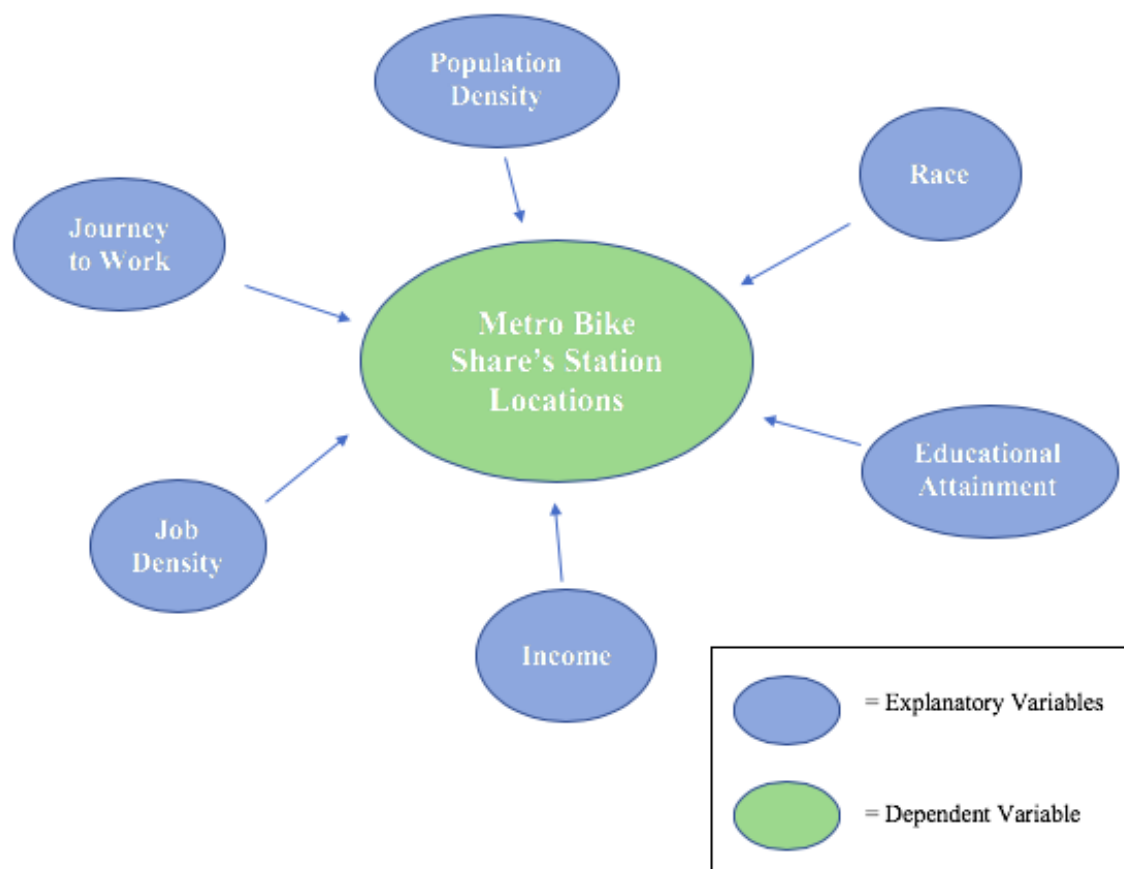 Population
Density
Race
Journey
to Work
Metro Bike
Share's Station
Locations
Educational
Attainment
Job
Density
Income
= Explanatory Variables
= Dependent Variable